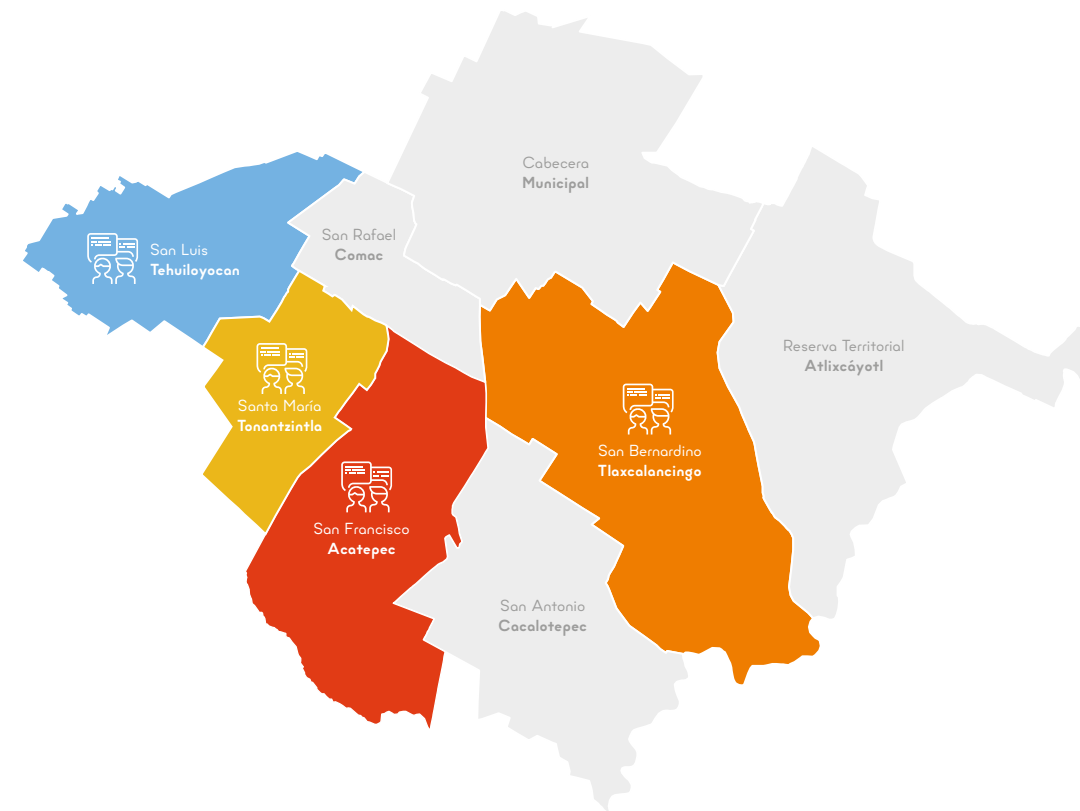 Cabecera
Municipal
San Rafael
Comac
San Luis
Tehuiloyocan
Reserva Territorial
Atlixcáyotl
Santa María
Tonantzintla
San Bernardino
Tlaxcalancingo
San Francisco
Acatepec
San Antonio
Cacalotepec